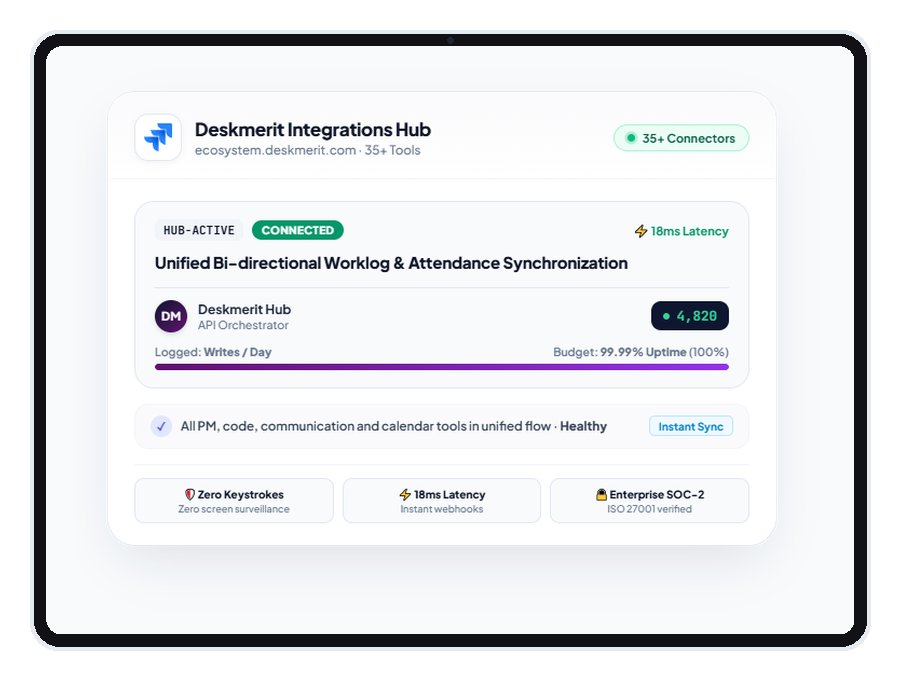 Deskmerit Integrations Hub
ecosystem.deskmerit.com · 35+ Tools
35+ Connectors
HUB-ACTIVE
CONNECTED
18ms Latency
Unified Bi-directional Worklog & Attendance Synchronization
DM
Deskmerit Hub
API Orchestrator
4,820
Logged: Writes / Day
Budget: 99.99% Uptime (100%)
All PM, code, communication and calendar tools in unified flow · Healthy
Instant Sync
Zero Keystrokes
Zero screen surveillance
18ms Latency
Instant webhooks
Enterprise SOC-2
ISO 27001 verified